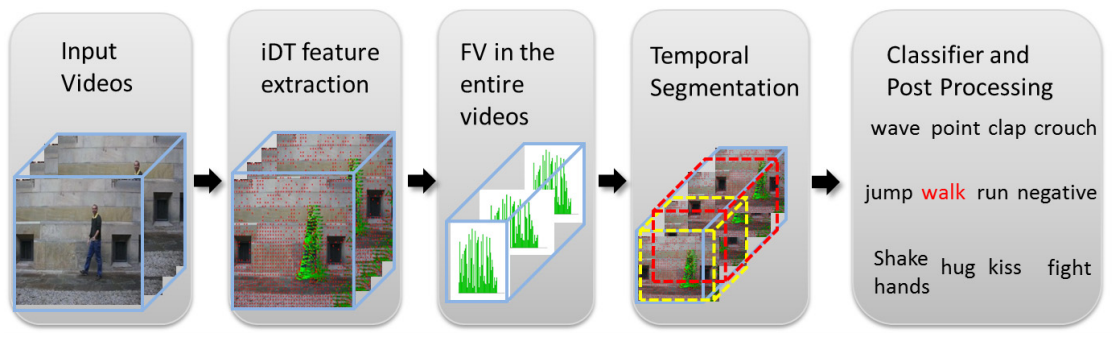 Input
Videos
iDT feature
extraction
FV in the
entire
videos
Temporal
Segmentation
Classifier and
Post Processing
wave point clap crouch
jump walk run negative
Shake
hands
hug kiss fight